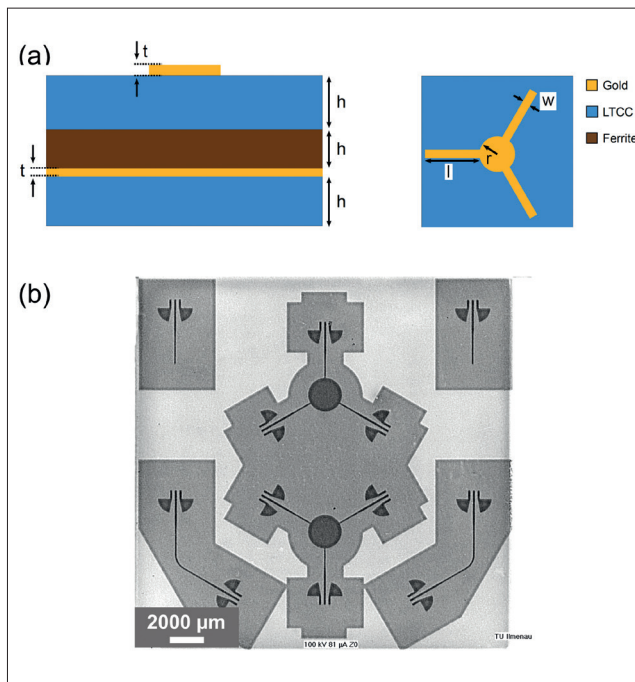 (a)
t
h
h
t
h
w
r
l
Gold
LTCC
Ferrite
(b)
2000 µm
100 kV 81 µA Z0
TU Ilmenau